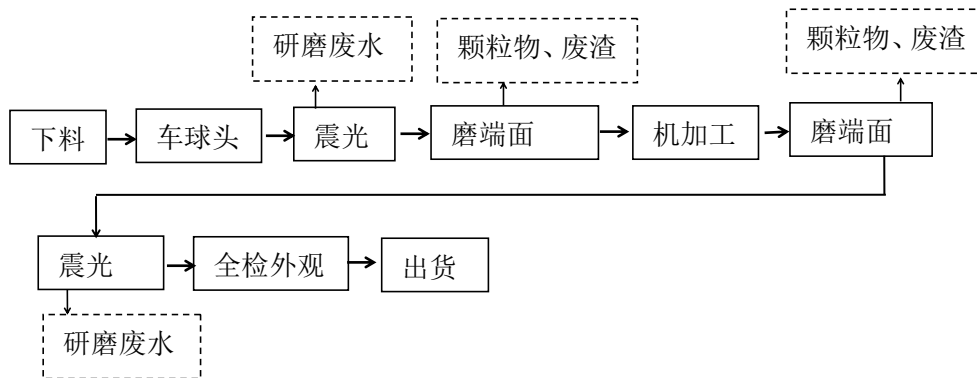 研磨废水
颗粒物、废渣
颗粒物、废渣
下料
车球头
震光
磨端面
机加工
磨端面
震光
全检外观
出货
研磨废水